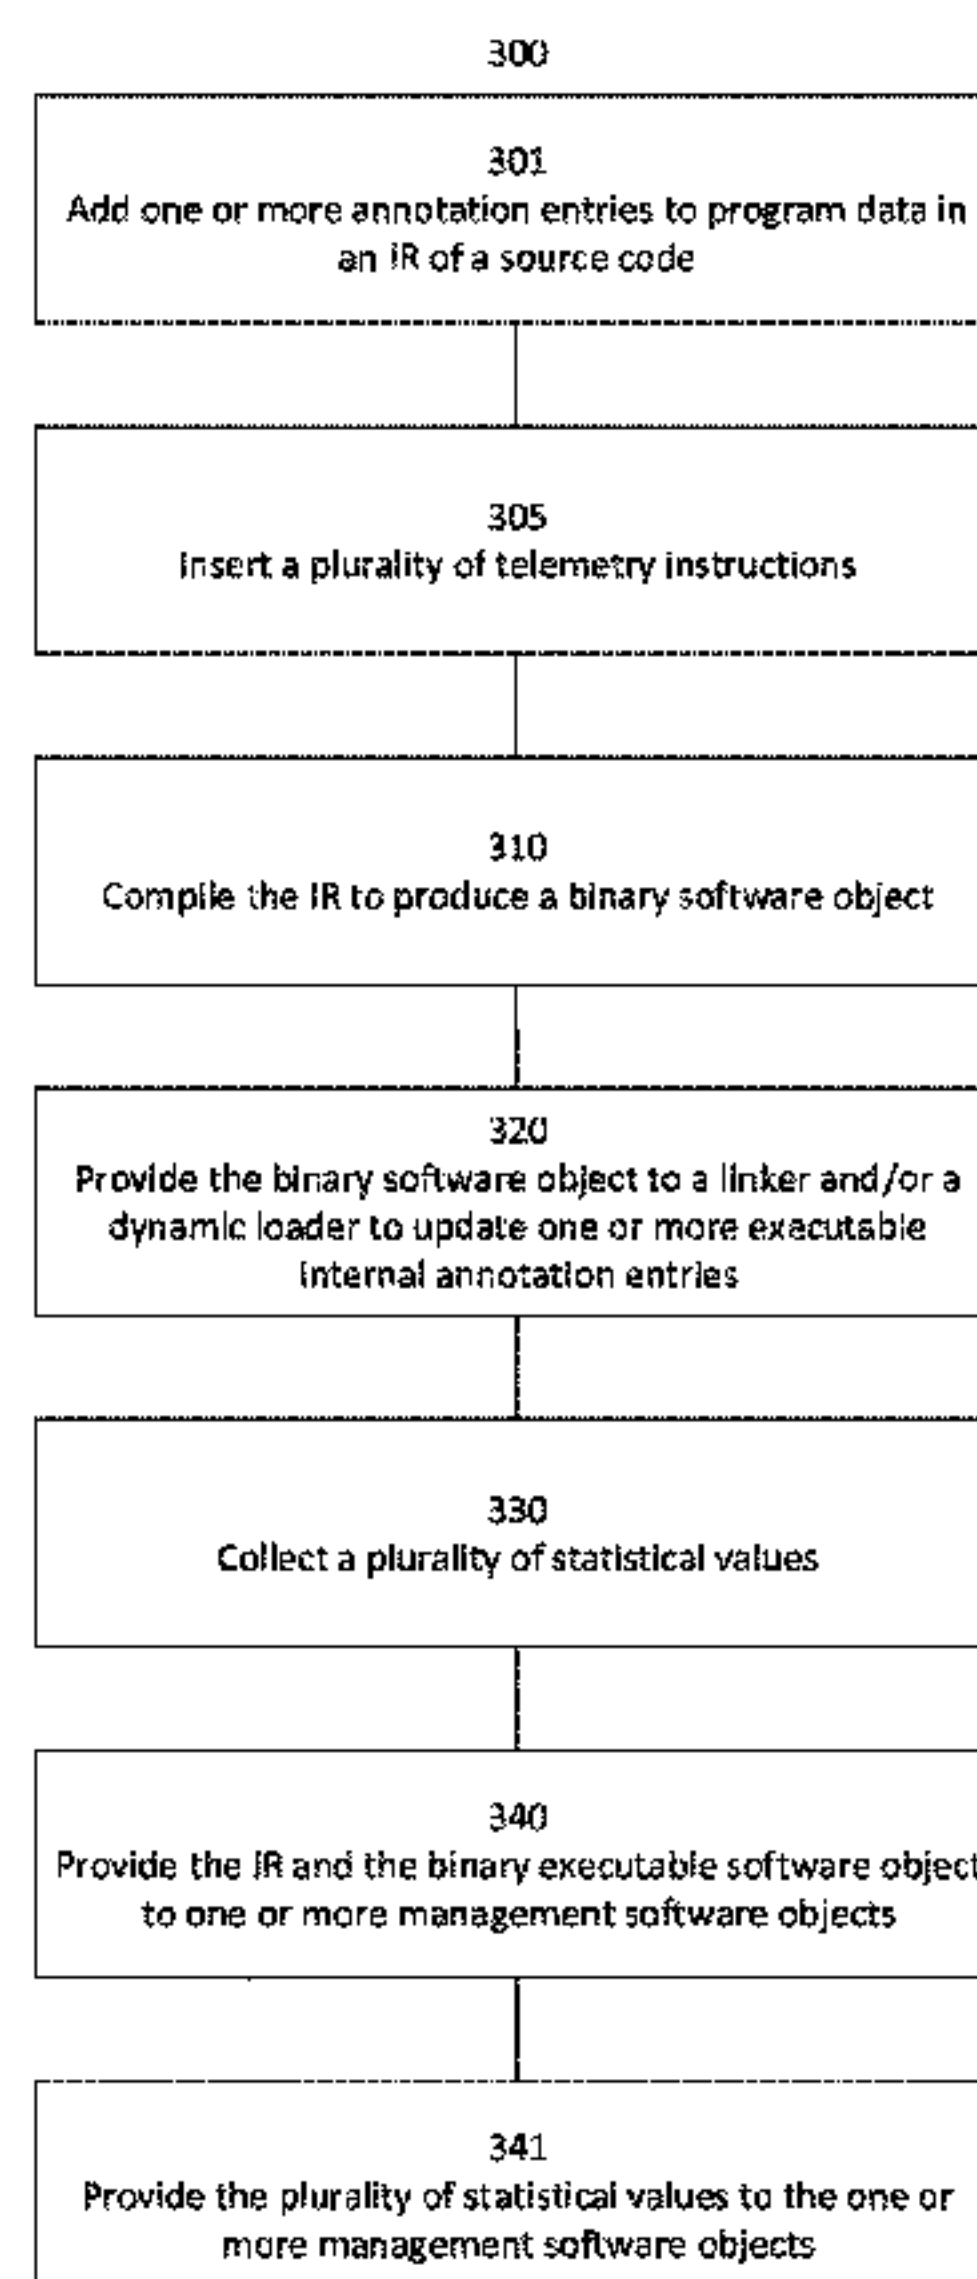 300
301
Add one or more annotation entries to program data in
an IR of a source code
305
Insert a plurality of telemetry instructions
310
Compile the IR to produce a binary software object
320
Provide the binary software object to a linker and/or a
dynamic loader to update one or more executable
internal annotation entries
330
Collect a plurality of statistical values
340
Provide the IR and the binary executable software object
to one or more management software objects
341
Provide the plurality of statistical values to the one or
more management software objects